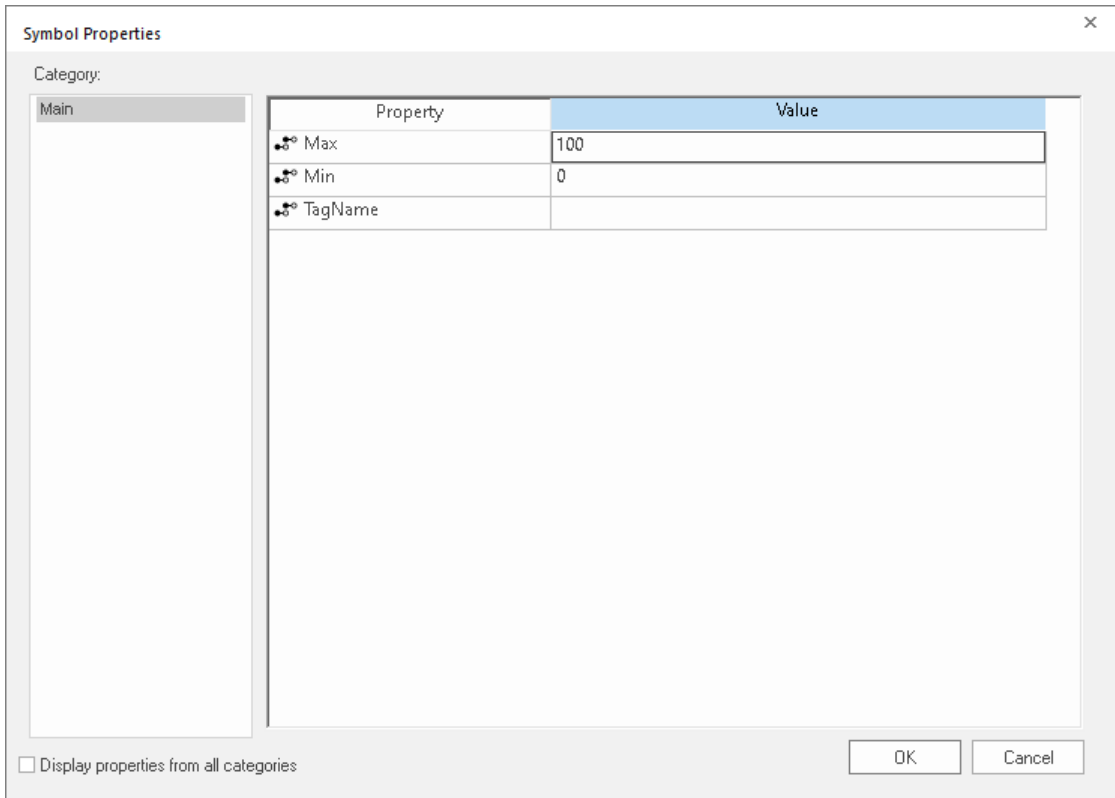 Symbol Properties
Category:
Main
Property Value
Max 100
Min 0
TagName
Display properties from all categories
OK Cancel